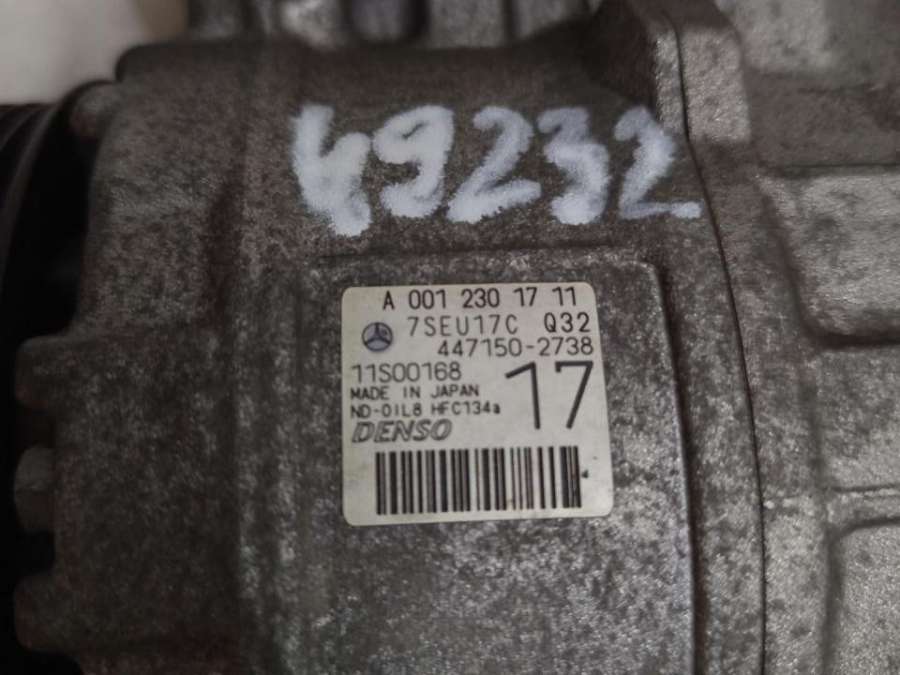 49232
A 001 230 17 11
7SEU17C Q32
447150-2738
11S00168
MADE IN JAPAN
17
ND-OIL8 HFC134a
DENSO